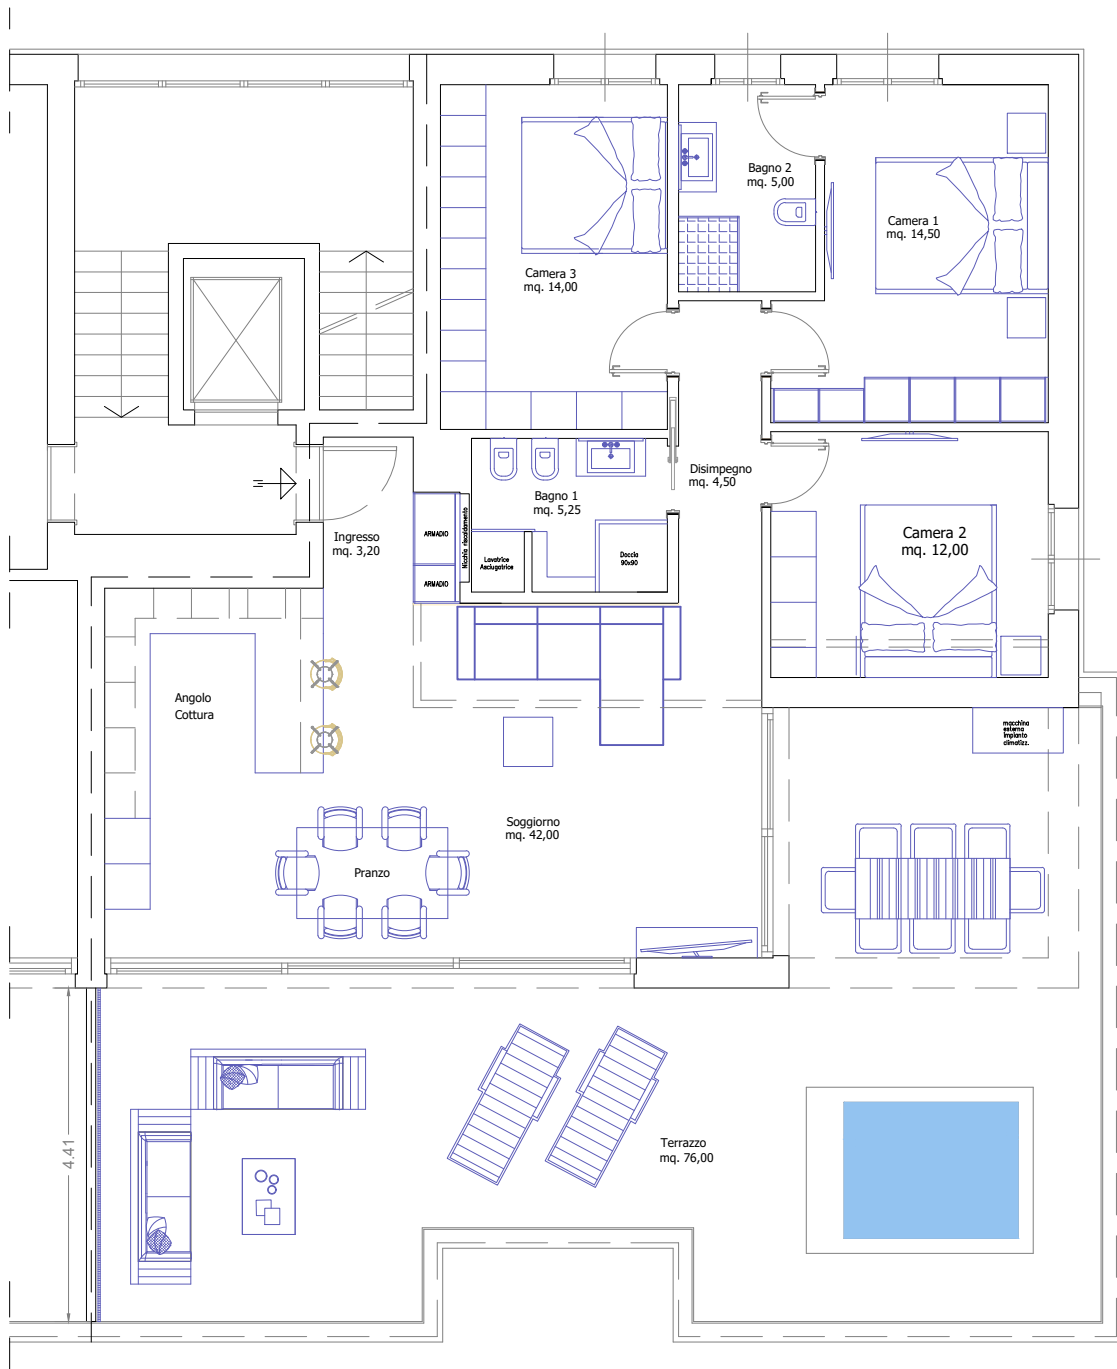 Bagno 2
mq. 5,00
Camera 1
mq. 14,50
Camera 3
mq. 14,00
Disimpegno
mq. 4,50
Bagno 1
mq. 5,25
Camera 2
mq. 12,00
Ingresso
mq. 3,20
ARMADIO
ARMADIO
Nicchia riscaldamento
Lavatrice
Asciugatrice
Doccia
90x90
Angolo
Cottura
macchina
esterna
impianto
climatizz.
Soggiorno
mq. 42,00
Pranzo
Terrazzo
mq. 76,00
4.41